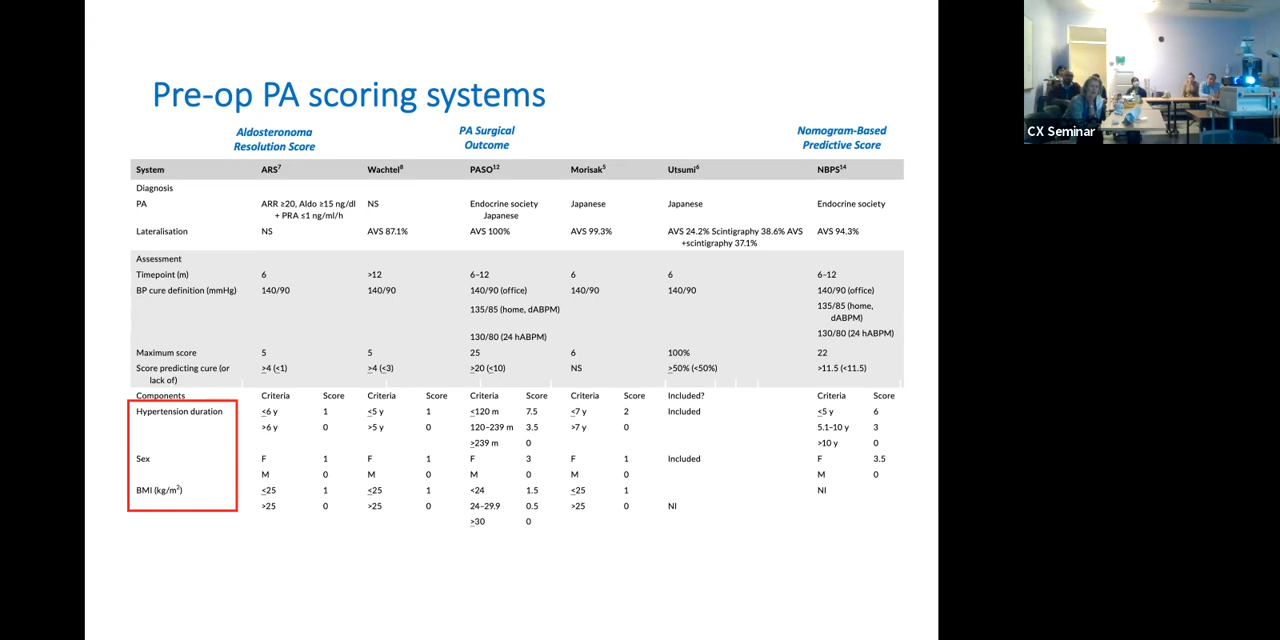 Pre-op PA scoring systems
CX Seminar
Aldosteronoma
Resolution Score
PA Surgical
Outcome
Nomogram-Based
Predictive Score
System ARS7 Wachtel8 PASO12 Morisak5 Utsumi6 NBPS14
Diagnosis
PA ARR ≥20, Aldo ≥15 ng/dl NS Endocrine society Japanese Japanese Endocrine society
+ PRA ≤1 ng/ml/h Japanese
Lateralisation NS AVS 87.1% AVS 100% AVS 99.3% AVS 24.2% Scintigraphy 38.6% AVS AVS 94.3%
+scintigraphy 37.1%
Assessment
Timepoint (m) 6 >12 6–12 6 6 6–12
BP cure definition (mmHg) 140/90 140/90 140/90 (office) 140/90 140/90 140/90 (office)
135/85 (home, dABPM) 135/85 (home,
dABPM)
130/80 (24 hABPM) 130/80 (24 hABPM)
Maximum score 5 5 25 6 100% 22
Score predicting cure (or >4 (<1) >4 (<3) >20 (<10) NS >50% (<50%) >11.5 (<11.5)
lack of)
Components Criteria Score Criteria Score Criteria Score Criteria Score Included? Criteria Score
Hypertension duration <6 y 1 <5 y 1 <120 m 7.5 <7 y 2 Included <5 y 6
>6 y 0 >5 y 0 120–239 m 3.5 >7 y 0 5.1–10 y 3
>239 m 0 >10 y 0
Sex F 1 F 1 F 3 F 1 Included F 3.5
M 0 M 0 M 0 M 0 M 0
BMI (kg/m2) <25 1 <25 1 <24 1.5 <25 1 NI
>25 0 >25 0 24–29.9 0.5 >25 0 NI
>30 0